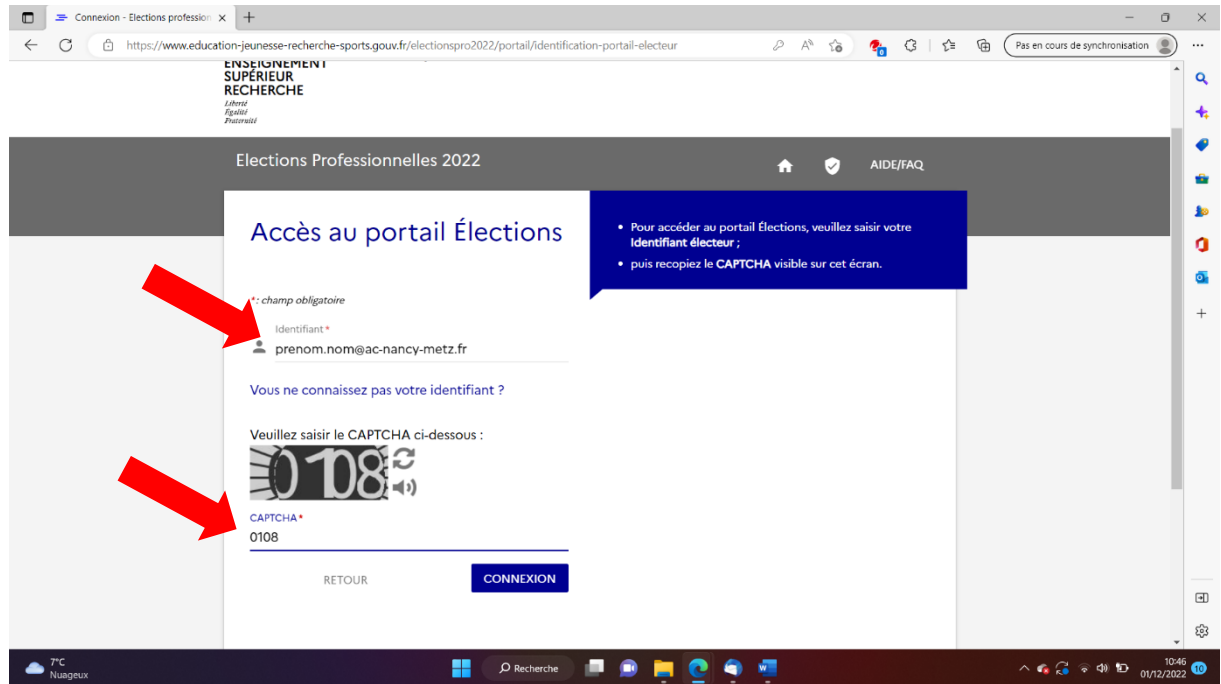 Connexion - Elections profession
https://www.education-jeunesse-recherche-sports.gouv.fr/electionspro2022/portail/identification-portail-electeur
Pas en cours de synchronisation
ENSEIGNEMENT
SUPÉRIEUR
RECHERCHE
Liberté
Égalité
Fraternité
Elections Professionnelles 2022
AIDE/FAQ
Accès au portail Élections
• Pour accéder au portail Élections, veuillez saisir votre
Identifiant électeur ;
• puis recopiez le CAPTCHA visible sur cet écran.
* : champ obligatoire
Identifiant *
prenom.nom@ac-nancy-metz.fr
Vous ne connaissez pas votre identifiant ?
Veuillez saisir le CAPTCHA ci-dessous :
0108
CAPTCHA *
0108
RETOUR
CONNEXION
7°C
Nuageux
Recherche
10:46
01/12/2022
10